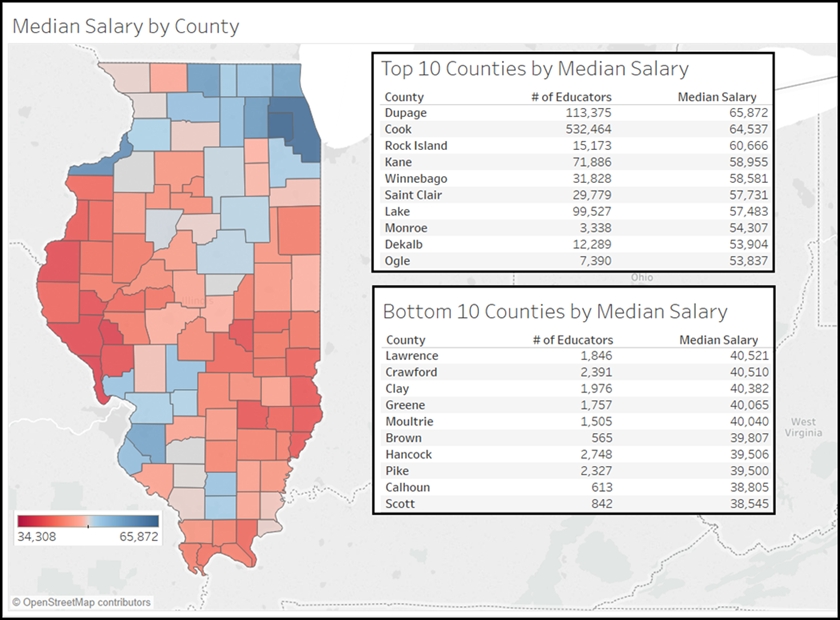 Median Salary by County
Top 10 Counties by Median Salary
County # of Educators Median Salary
Dupage 113,375 65,872
Cook 532,464 64,537
Rock Island 15,173 60,666
Kane 71,886 58,955
Winnebago 31,828 58,581
Saint Clair 29,779 57,731
Lake 99,527 57,483
Monroe 3,338 54,307
Dekalb 12,289 53,904
Ogle 7,390 53,837
Ohio
Bottom 10 Counties by Median Salary
County # of Educators Median Salary
Lawrence 1,846 40,521
Crawford 2,391 40,510
Clay 1,976 40,382
Greene 1,757 40,065
Moultrie 1,505 40,040
Brown 565 39,807
Hancock 2,748 39,506
Pike 2,327 39,500
Calhoun 613 38,805
Scott 842 38,545
West
Virginia
34,308 65,872
© OpenStreetMap contributors